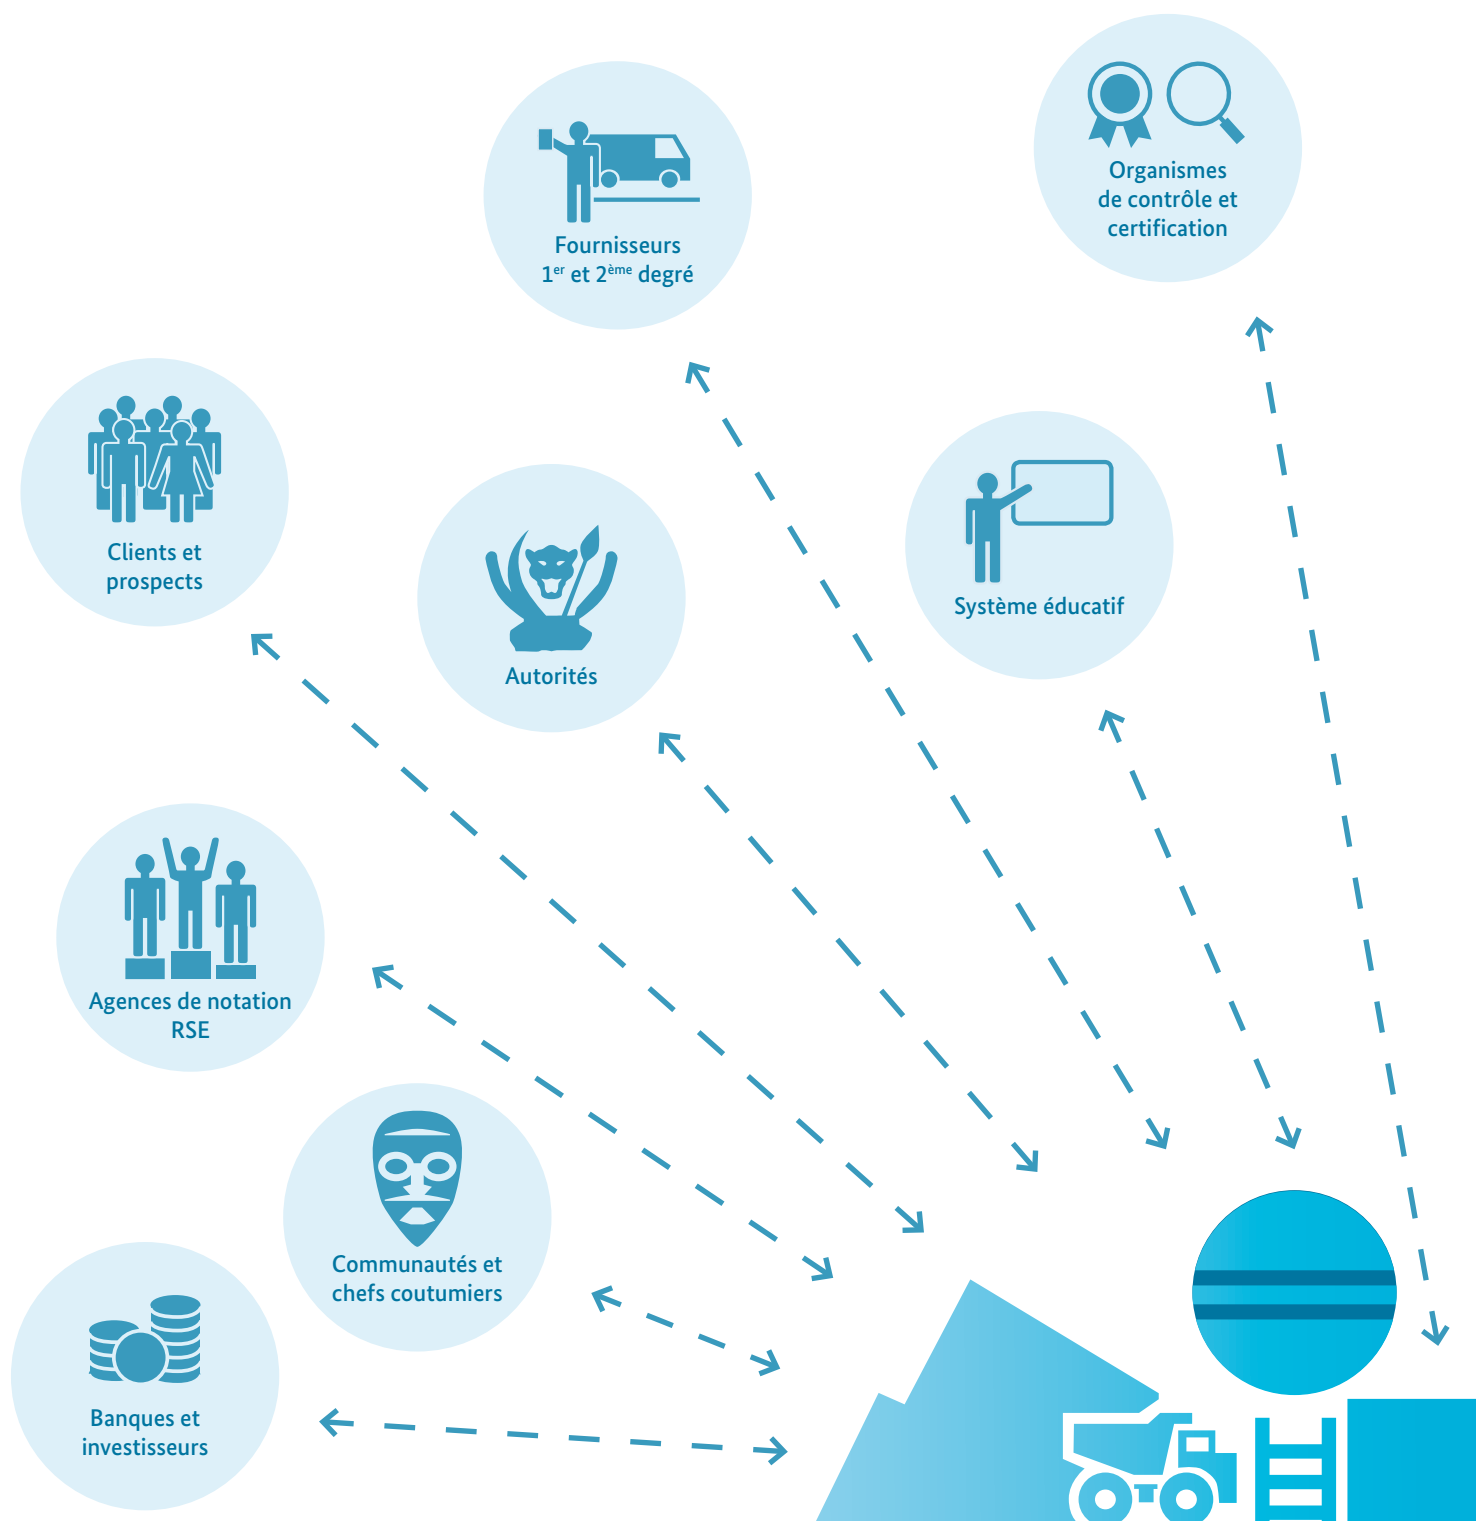 Organismes
de contrôle et
certification
Fournisseurs
1er et 2ème degré
Clients et
prospects
Système éducatif
Autorités
Agences de notation
RSE
Communautés et
chefs coutumiers
Banques et
investisseurs